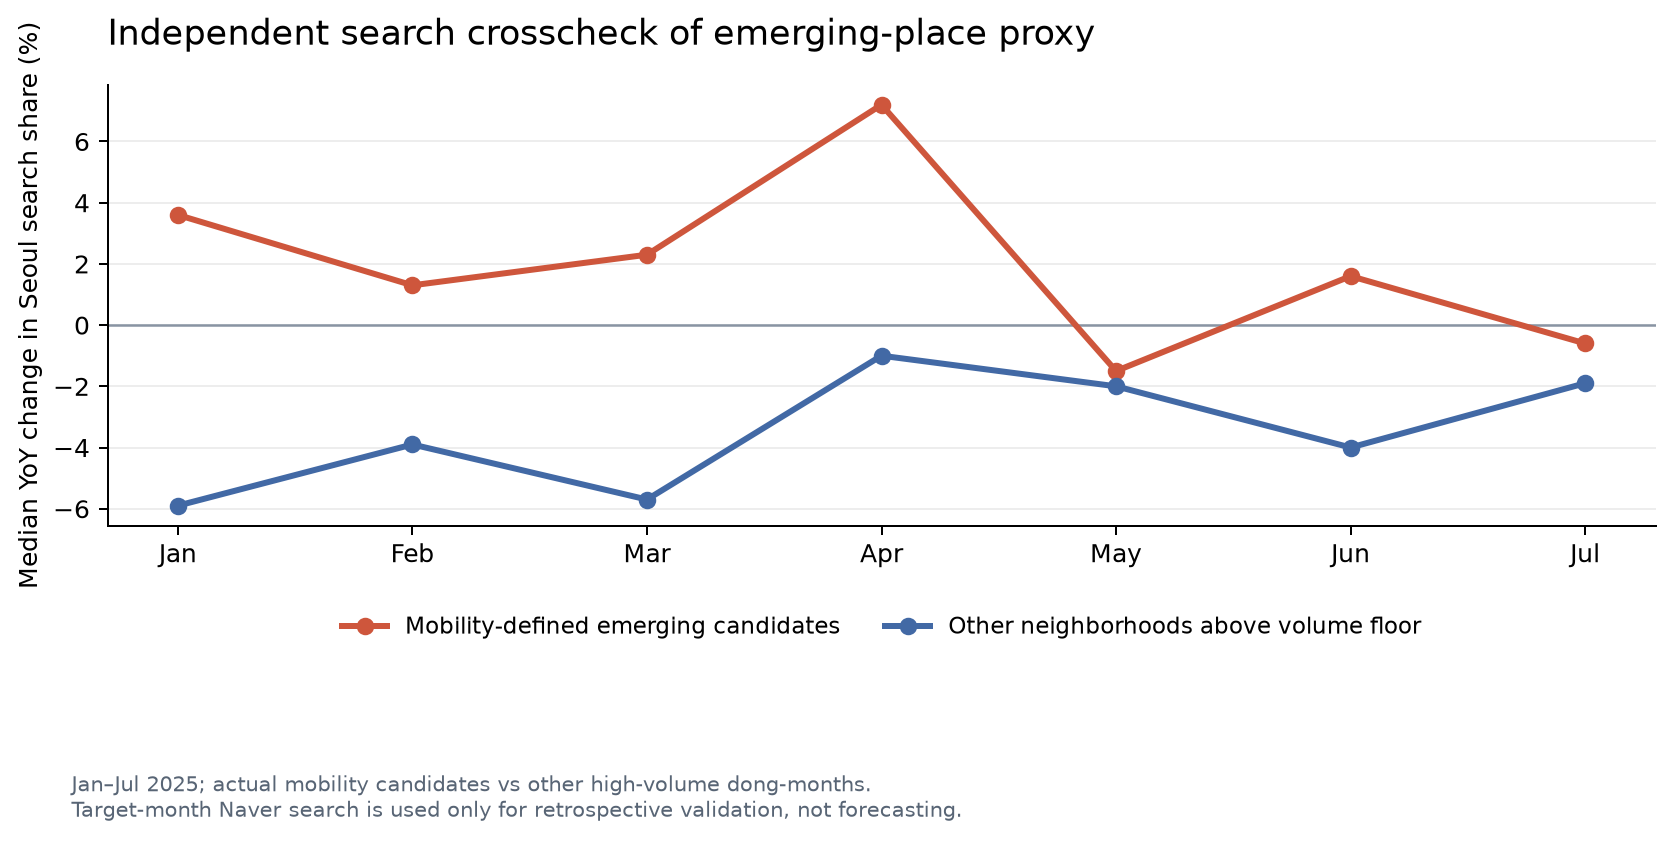 Independent search crosscheck of emerging-place proxy
Median YoY change in Seoul search share (%)
6
4
2
0
−2
−4
−6
Jan Feb Mar Apr May Jun Jul
Mobility-defined emerging candidates Other neighborhoods above volume floor
Jan–Jul 2025; actual mobility candidates vs other high-volume dong-months.
Target-month Naver search is used only for retrospective validation, not forecasting.